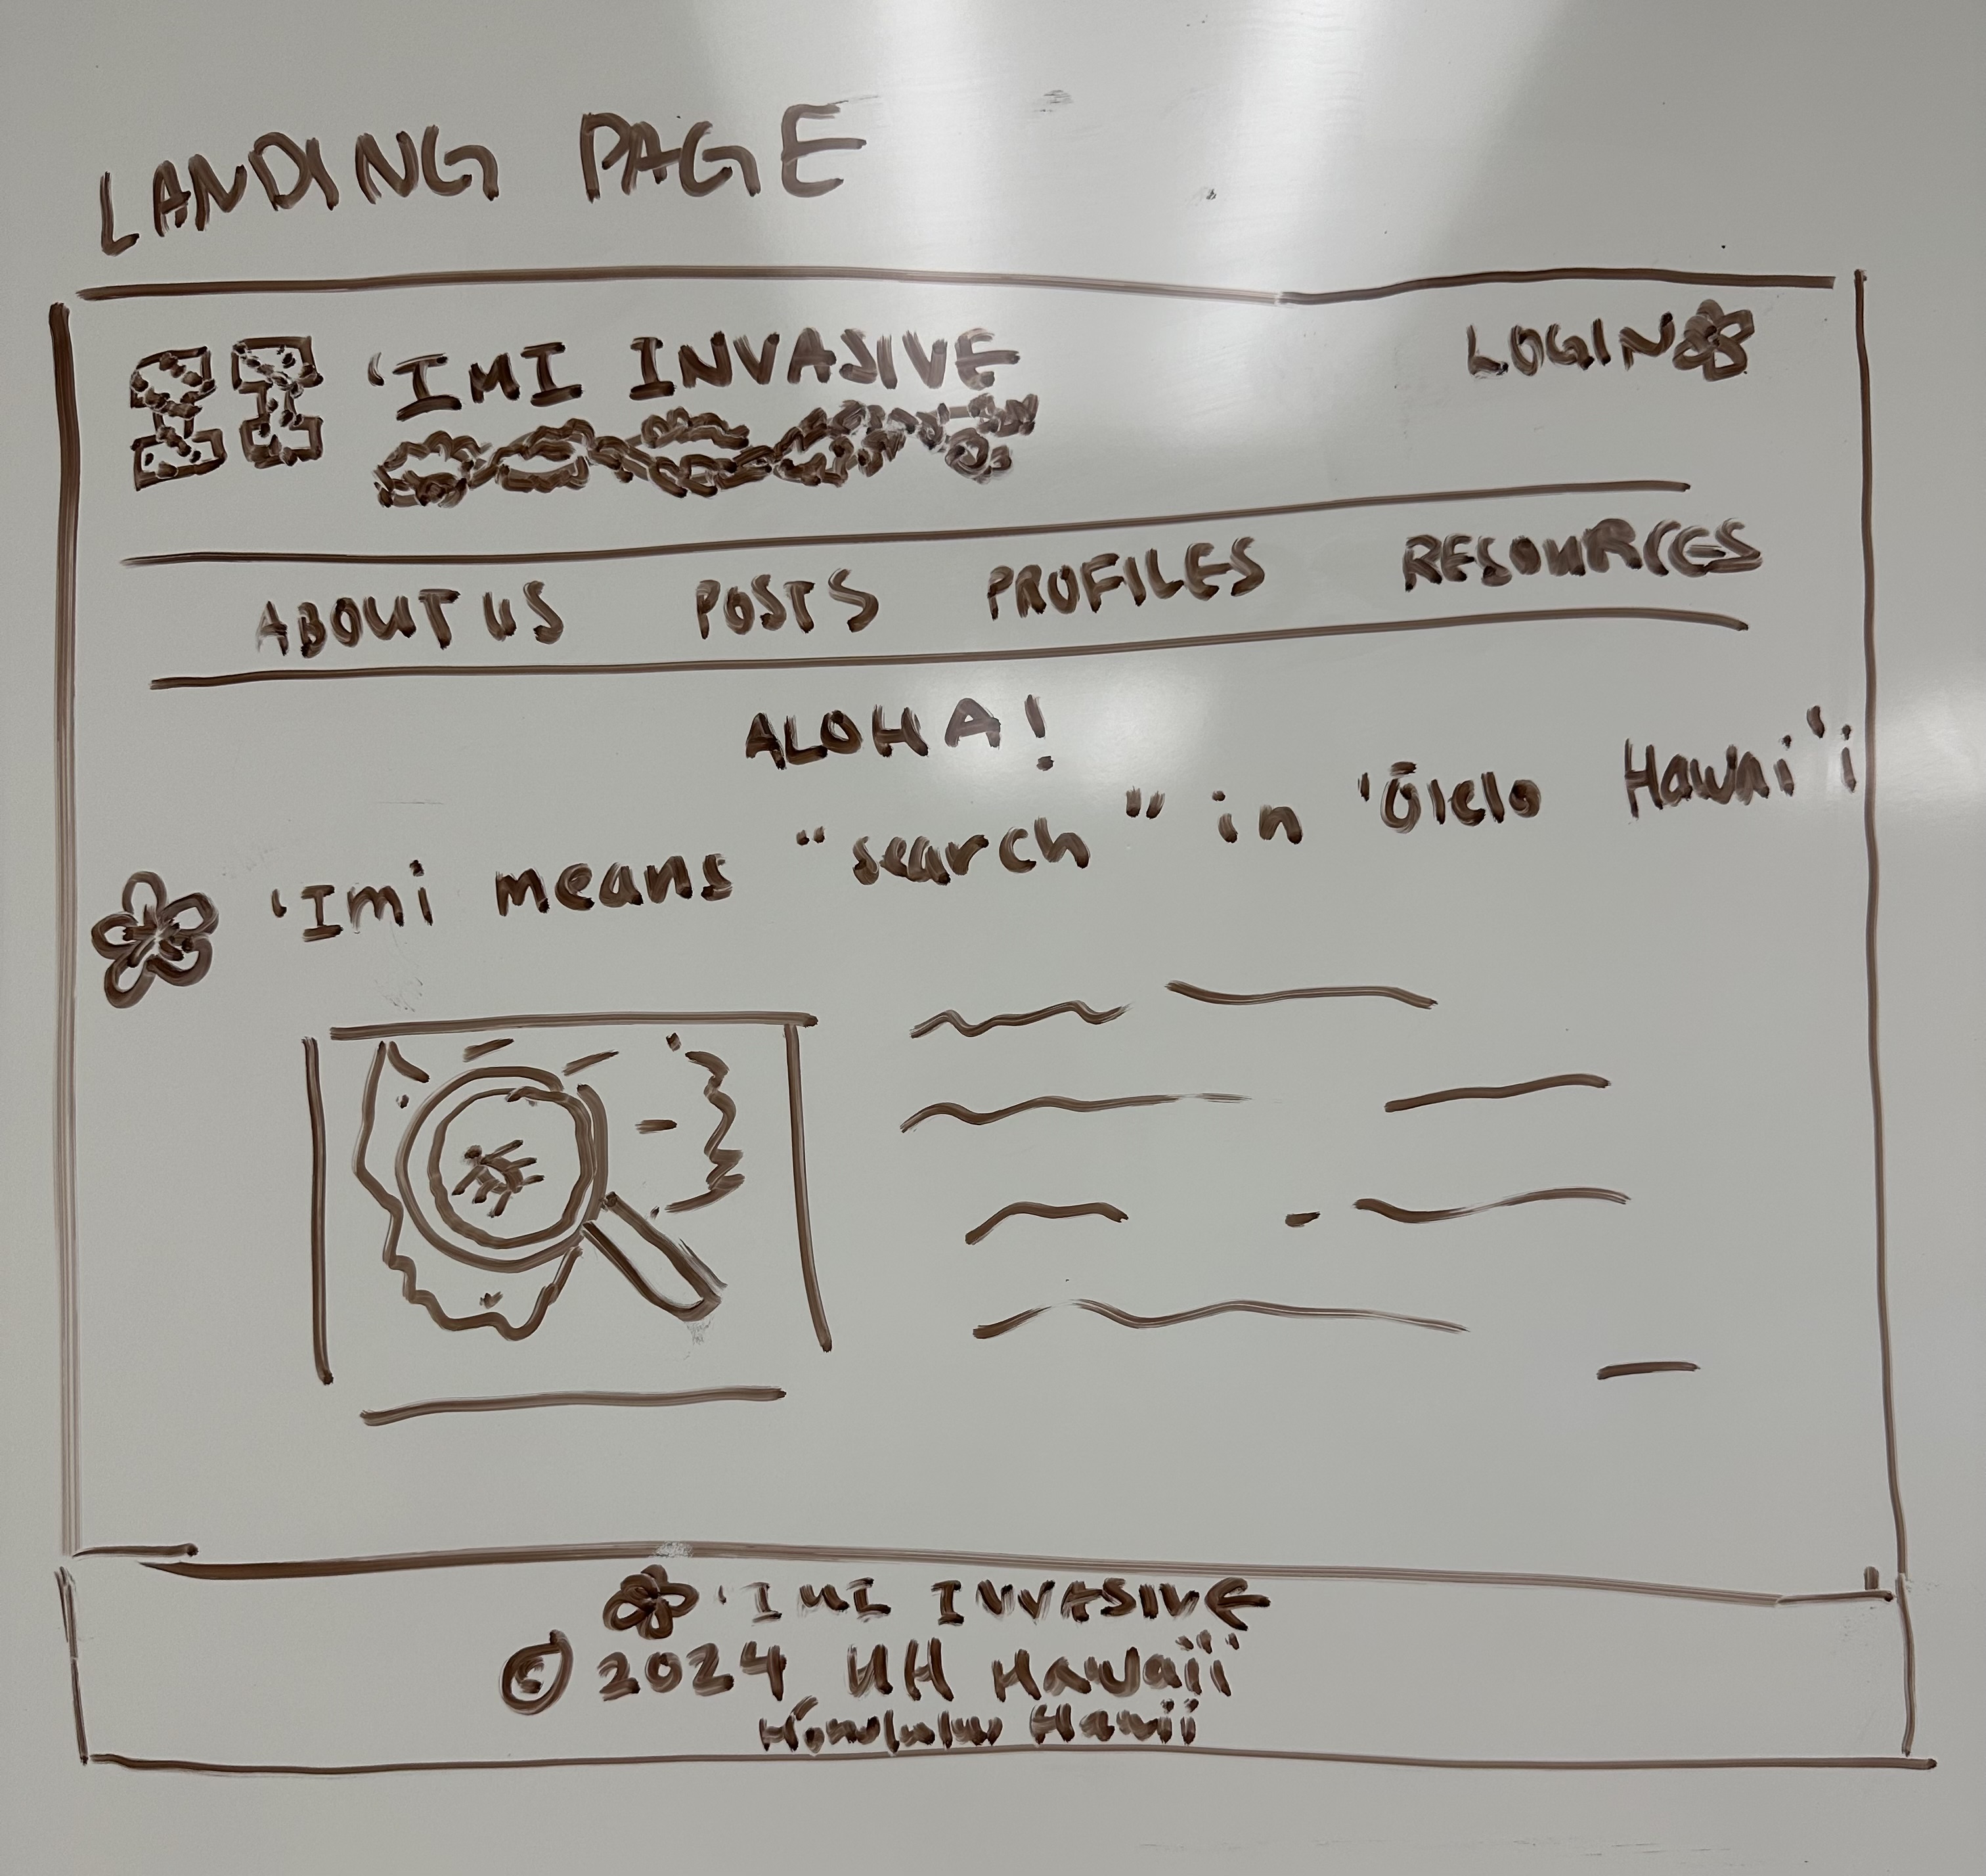 LANDING PAGE
'IMI INVASIVE
LOGIN
ABOUT US POSTS PROFILES RESOURCES
ALOHA!
'Imi means "search" in 'Ōlelo Hawai'i
'IMI INVASIVE
© 2024 UH Hawaii
Honolulu Hawii